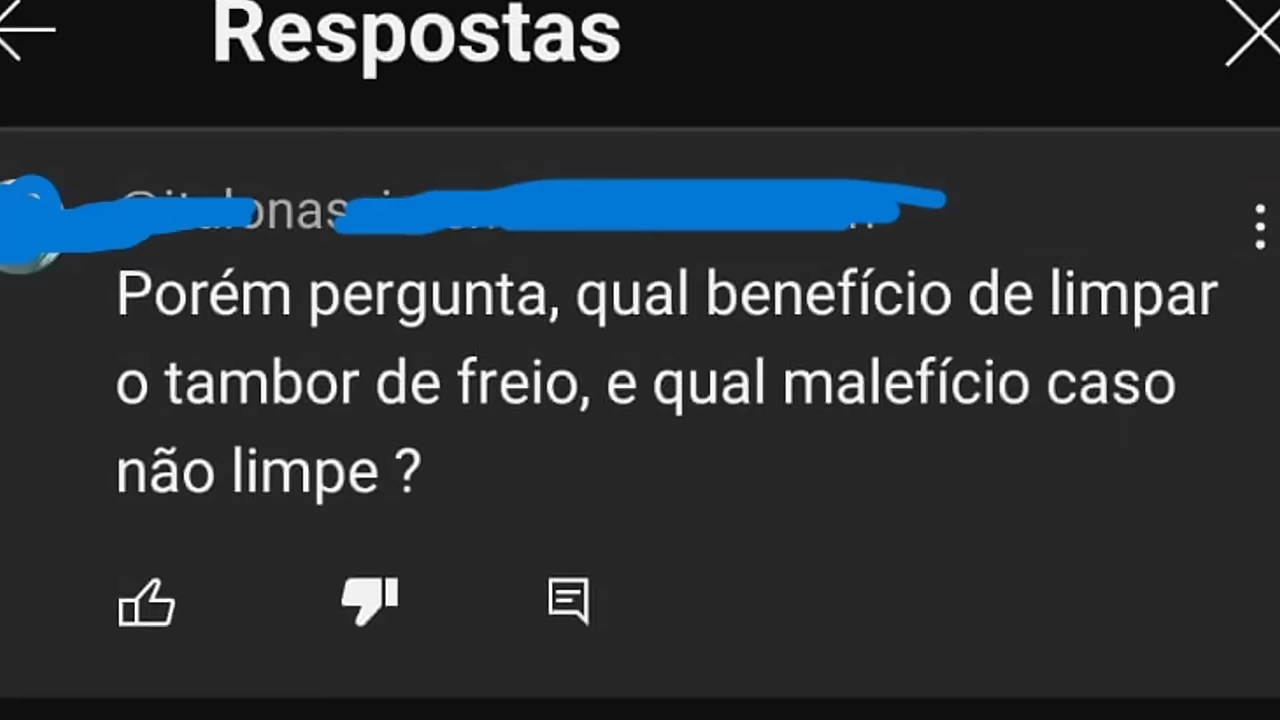 Respostas
Porém pergunta, qual benefício de limpar
o tambor de freio, e qual malefício caso
não limpe ?